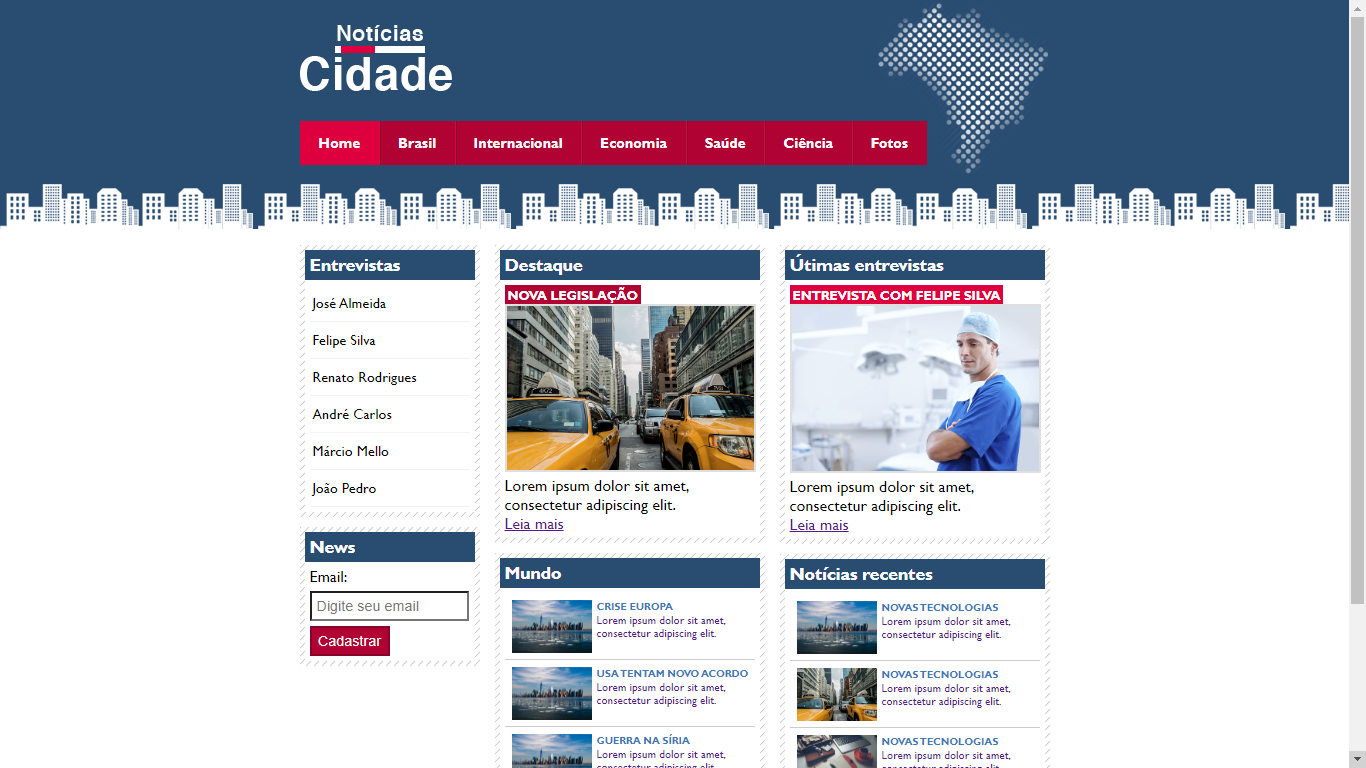 Notícias
Cidade
Home
Brasil
Internacional
Economia
Saúde
Ciência
Fotos
Entrevistas
José Almeida
Felipe Silva
Renato Rodrigues
André Carlos
Márcio Mello
João Pedro
News
Email:
Digite seu email
Cadastrar
Destaque
NOVA LEGISLAÇÃO
Lorem ipsum dolor sit amet,
consectetur adipiscing elit.
Leia mais
Mundo
CRISE EUROPA
Lorem ipsum dolor sit amet,
consectetur adipiscing elit.
USA TENTAM NOVO ACORDO
Lorem ipsum dolor sit amet,
consectetur adipiscing elit.
GUERRA NA SÍRIA
Lorem ipsum dolor sit amet,
consectetur adipiscing elit.
Útimas entrevistas
ENTREVISTA COM FELIPE SILVA
Lorem ipsum dolor sit amet,
consectetur adipiscing elit.
Leia mais
Notícias recentes
NOVAS TECNOLOGIAS
Lorem ipsum dolor sit amet,
consectetur adipiscing elit.
NOVAS TECNOLOGIAS
Lorem ipsum dolor sit amet,
consectetur adipiscing elit.
NOVAS TECNOLOGIAS
Lorem ipsum dolor sit amet,